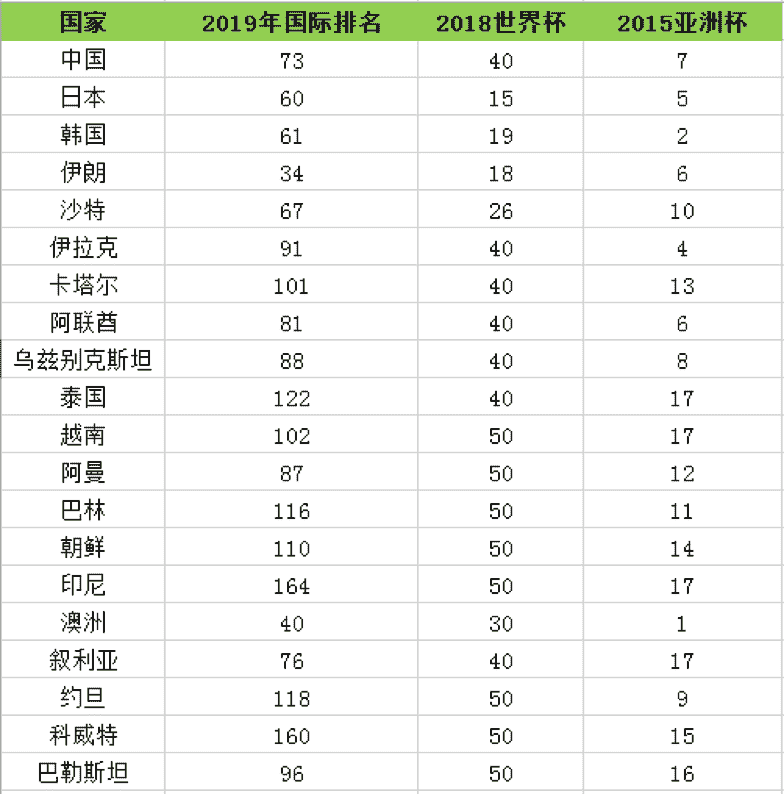 国家 2019年国际排名 2018世界杯 2015亚洲杯
中国 73 40 7
日本 60 15 5
韩国 61 19 2
伊朗 34 18 6
沙特 67 26 10
伊拉克 91 40 4
卡塔尔 101 40 13
阿联酋 81 40 6
乌兹别克斯坦 88 40 8
泰国 122 40 17
越南 102 50 17
阿曼 87 50 12
巴林 116 50 11
朝鲜 110 50 14
印尼 164 50 17
澳洲 40 30 1
叙利亚 76 40 17
约旦 118 50 9
科威特 160 50 15
巴勒斯坦 96 50 16